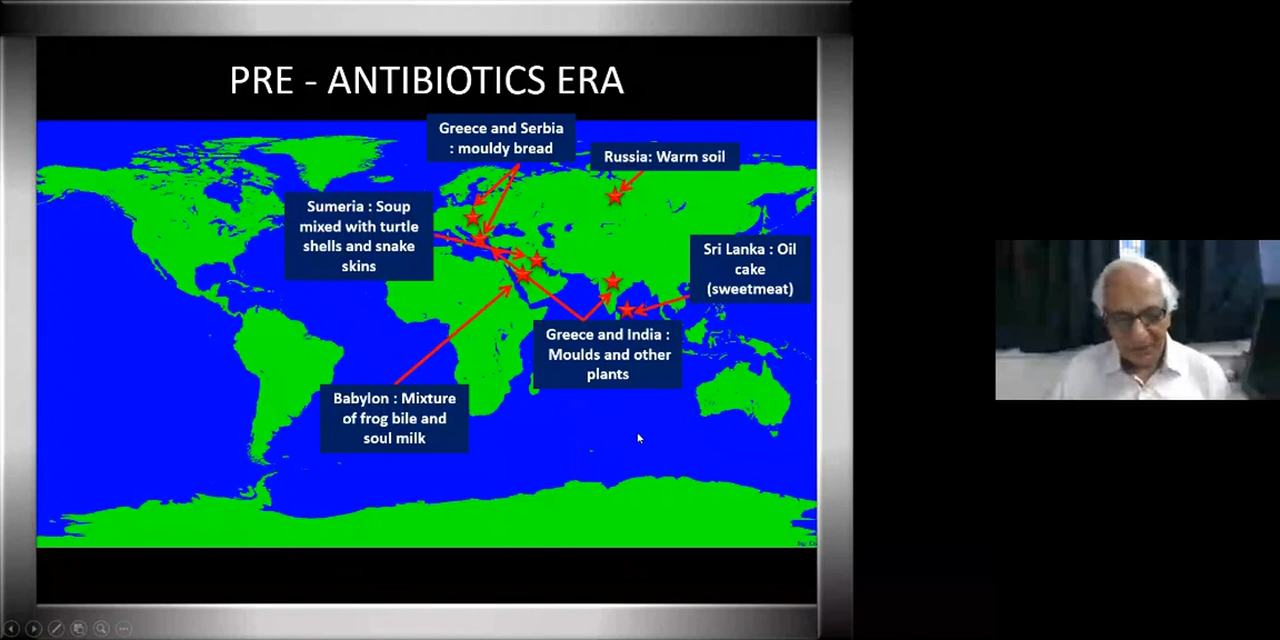 PRE - ANTIBIOTICS ERA
Greece and Serbia
: mouldy bread
Russia: Warm soil
Sumeria : Soup
mixed with turtle
shells and snake
skins
Sri Lanka : Oil
cake
(sweetmeat)
Greece and India :
Moulds and other
plants
Babylon : Mixture
of frog bile and
soul milk